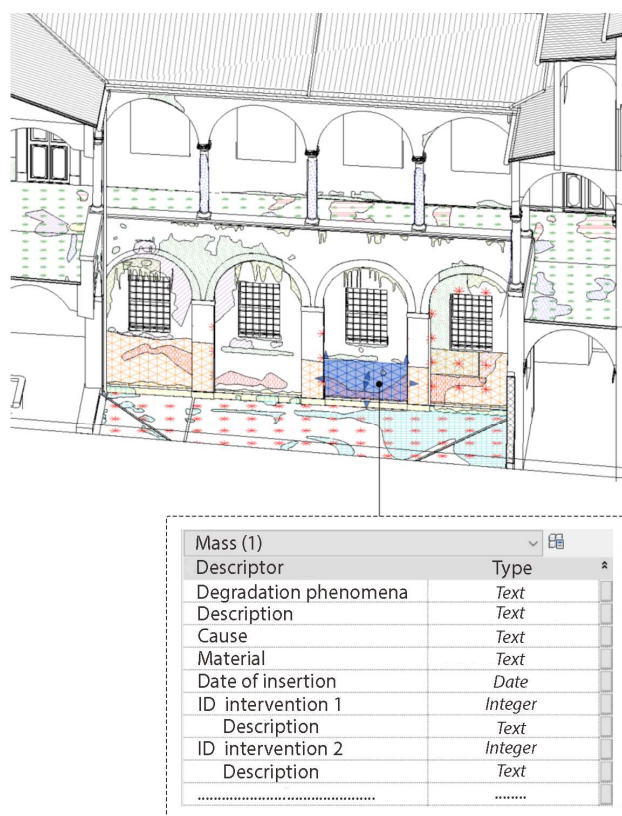 Mass (1)
Descriptor Type
Degradation phenomena Text
Description Text
Cause Text
Material Text
Date of insertion Date
ID intervention 1 Integer
Description Text
ID intervention 2 Integer
Description Text
............................................ ........